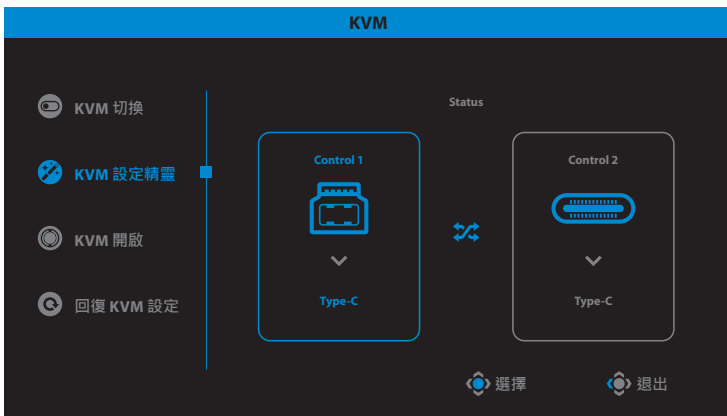 KVM
KVM 切換
KVM 設定精靈
KVM 開啟
回復 KVM 設定
Status
Control 1
Type-C
Control 2
Type-C
選擇
退出